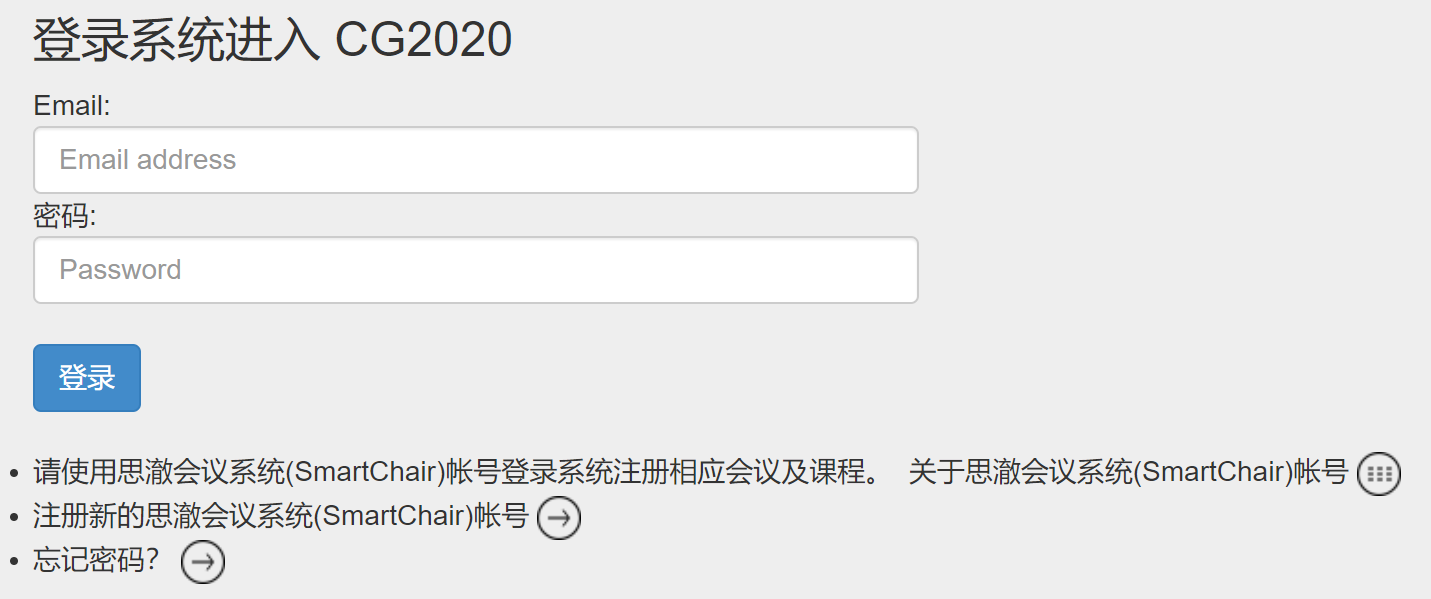 登录系统进入 CG2020
Email:
Email address
密码:
Password
登录
请使用思澈会议系统(SmartChair)帐号登录系统注册相应会议及课程。 关于思澈会议系统(SmartChair)帐号
注册新的思澈会议系统(SmartChair)帐号
忘记密码？